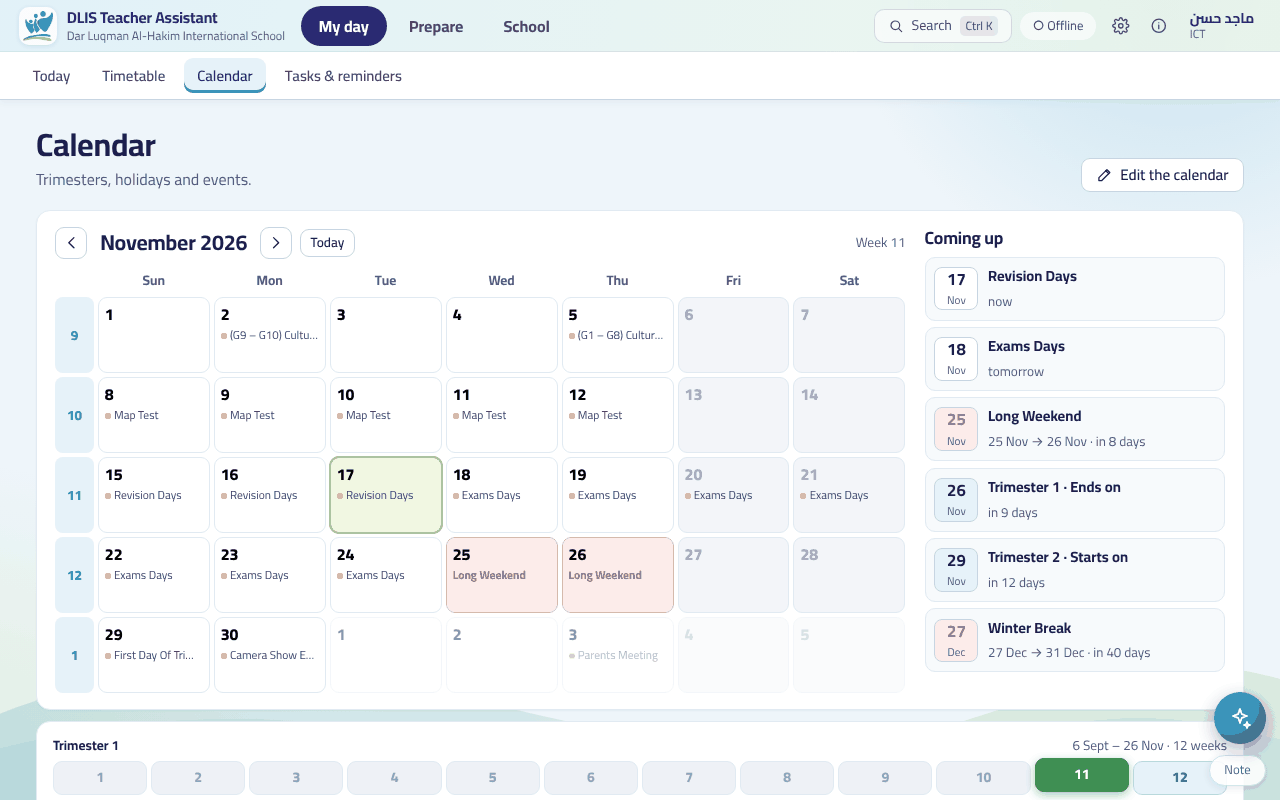 DLIS Teacher Assistant
Dar Luqman Al-Hakim International School
My day
Prepare
School
Search Ctrl K
Offline
ماجد حسن
ICT
Today
Timetable
Calendar
Tasks & reminders
Calendar
Trimesters, holidays and events.
Edit the calendar
November 2026
Today
Week 11
Sun Mon Tue Wed Thu Fri Sat
9
1
2
(G9 – G10) Cultu...
3
4
5
(G1 – G8) Cultur...
6
7
10
8
Map Test
9
Map Test
10
Map Test
11
Map Test
12
Map Test
13
14
11
15
Revision Days
16
Revision Days
17
Revision Days
18
Exams Days
19
Exams Days
20
Exams Days
21
Exams Days
12
22
Exams Days
23
Exams Days
24
Exams Days
25
Long Weekend
26
Long Weekend
27
28
1
29
First Day Of Tri...
30
Camera Show E...
1
2
3
Parents Meeting
4
5
Coming up
17 Nov
Revision Days
now
18 Nov
Exams Days
tomorrow
25 Nov
Long Weekend
25 Nov → 26 Nov · in 8 days
26 Nov
Trimester 1 · Ends on
in 9 days
29 Nov
Trimester 2 · Starts on
in 12 days
27 Dec
Winter Break
27 Dec → 31 Dec · in 40 days
Trimester 1
6 Sept – 26 Nov · 12 weeks
1 2 3 4 5 6 7 8 9 10 11 12
Note